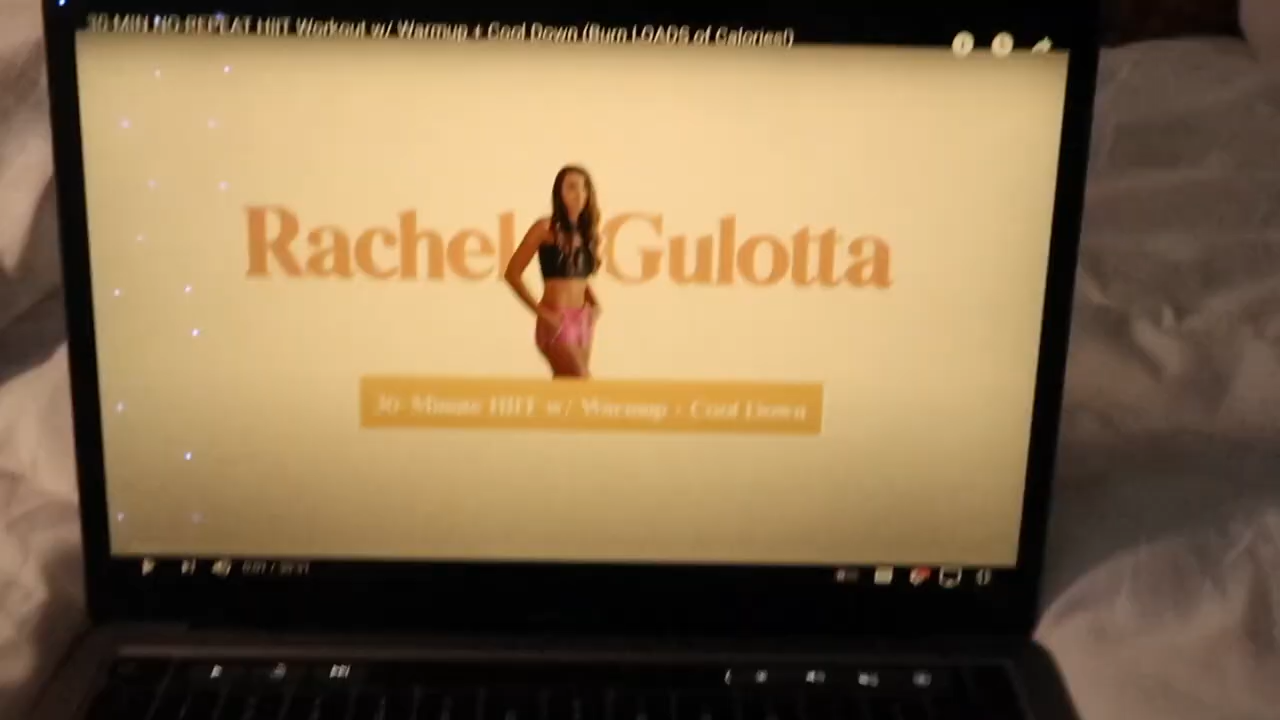 30 MIN NO REPEAT HIIT Workout w/ Warmup + Cool Down (Burn LOADS of Calories!)
Rachel Gulotta
30-Minute HIIT w/ Warmup + Cool Down